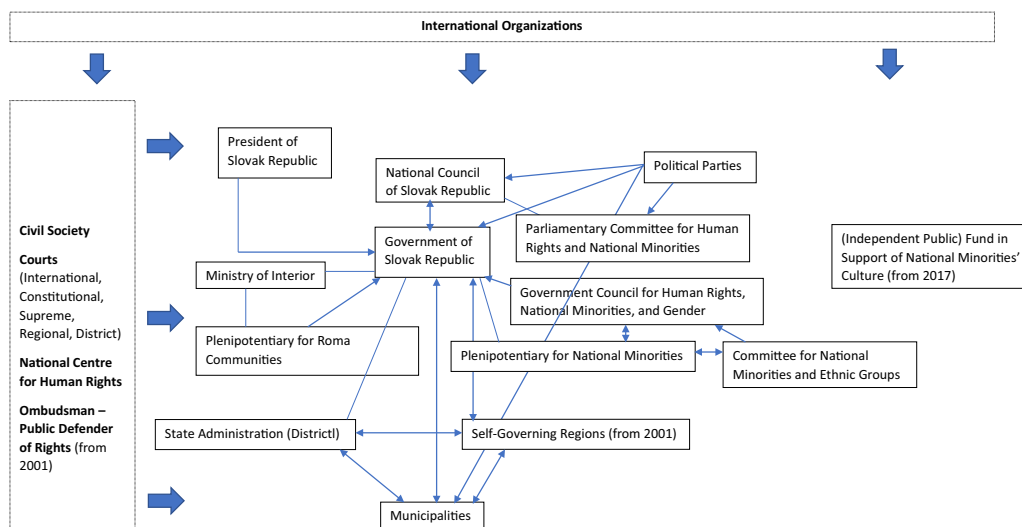 International Organizations
Civil Society
Courts
(International,
Constitutional,
Supreme,
Regional, District)
National Centre
for Human Rights
Ombudsman –
Public Defender
of Rights (from
2001)
President of
Slovak Republic
National Council
of Slovak Republic
Political Parties
Parliamentary Committee for Human
Rights and National Minorities
Government of
Slovak Republic
(Independent Public) Fund in
Support of National Minorities’
Culture (from 2017)
Ministry of Interior
Government Council for Human Rights,
National Minorities, and Gender
Plenipotentiary for Roma
Communities
Plenipotentiary for National Minorities
Committee for National
Minorities and Ethnic Groups
State Administration (Districtl)
Self-Governing Regions (from 2001)
Municipalities